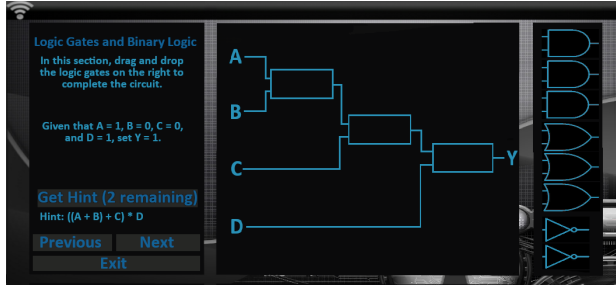 Logic Gates and Binary Logic
In this section, drag and drop
the logic gates on the right to
complete the circuit.
Given that A = 1, B = 0, C = 0,
and D = 1, set Y = 1.
Get Hint (2 remaining)
Hint: ((A + B) + C) * D
Previous Next
Exit
A
B
C
D
Y